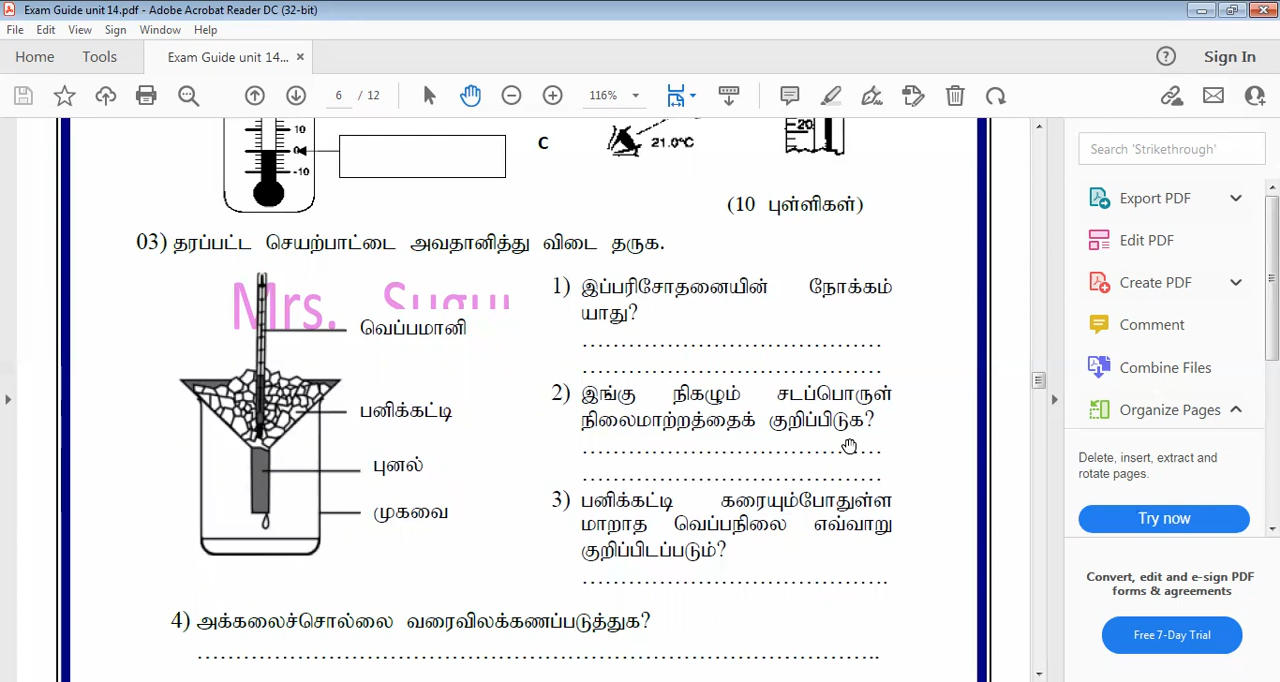 Exam Guide unit 14.pdf - Adobe Acrobat Reader DC (32-bit)
File Edit View Sign Window Help
Home Tools Exam Guide unit 14... × Sign In
6 / 12 116%
10
0
-10
C
21.0°C
20
(10 புள்ளிகள்)
03) தரப்பட்ட செயற்பாட்டை அவதானித்து விடை தருக.
Mrs.
வெப்பமானி
பனிக்கட்டி
புனல்
முகவை
1) இப்பரிசோதனையின் நோக்கம்
யாது?
..........................................
..........................................
2) இங்கு நிகழும் சடப்பொருள்
நிலைமாற்றத்தைக் குறிப்பிடுக?
..........................................
..........................................
3) பனிக்கட்டி கரையும்போதுள்ள
மாறாத வெப்பநிலை எவ்வாறு
குறிப்பிடப்படும்?
..........................................
4) அக்கலைச்சொல்லை வரைவிலக்கணப்படுத்துக?
..........................................................................................
Search 'Strikethrough'
Export PDF
Edit PDF
Create PDF
Comment
Combine Files
Organize Pages
Delete, insert, extract and
rotate pages.
Try now
Convert, edit and e-sign PDF
forms & agreements
Free 7-Day Trial